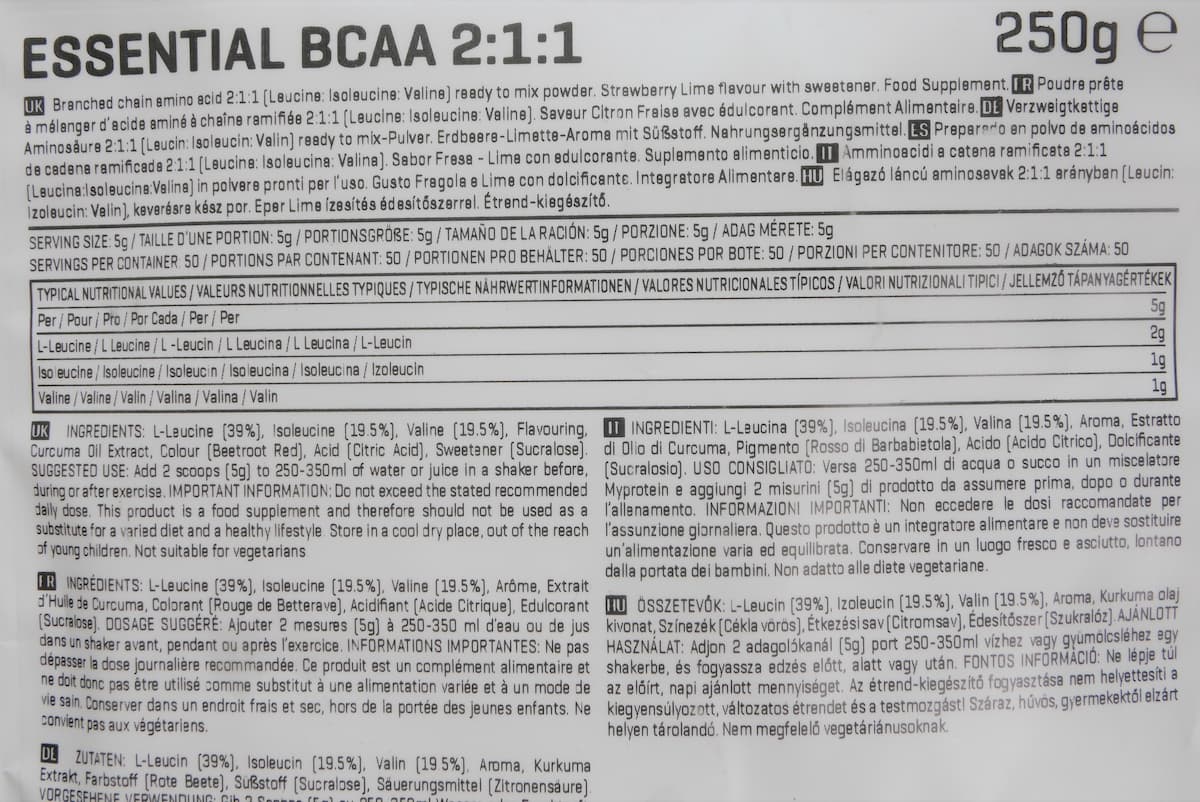 ESSENTIAL BCAA 2:1:1
250g e
UK Branched chain amino acid 2:1:1 (Leucine: Isoleucine: Valine) ready to mix powder. Strawberry Lime flavour with sweetener. Food Supplement. FR Poudre prête
à mélanger d'acide aminé à chaîne ramifiée 2:1:1 (Leucine: Isoleucine: Valine). Saveur Citron Fraise avec édulcorant. Complément Alimentaire. DE Verzweigtkettige
Aminosäure 2:1:1 (Leucin: Isoleucin: Valin) ready to mix-Pulver. Erdbeere-Limette-Aroma mit Süßstoff. Nahrungsergänzungsmittel. ES Preparado en polvo de aminoácidos
de cadena ramificada 2:1:1 (Leucina: Isoleucina: Valina). Sabor Fresa - Lima con edulcorante. Suplemento alimenticio. IT Amminoacidi a catena ramificata 2:1:1
(Leucina:Isoleucina:Valina) in polvere pronti per l'uso. Gusto Fragola e Lime con dolcificante. Integratore Alimentare. HU Elágazó láncú aminosavak 2:1:1 arányban (Leucin:
Izoleucin: Valin), keverésre kész por. Eper Lime ízesítés édesítőszerrel. Étrend-kiegészítő.
SERVING SIZE: 5g / TAILLE D'UNE PORTION: 5g / PORTIONSGRÖßE: 5g / TAMAÑO DE LA RACIÓN: 5g / PORZIONE: 5g / ADAG MÉRETE: 5g
SERVINGS PER CONTAINER: 50 / PORTIONS PAR CONTENANT: 50 / PORTIONEN PRO BEHÄLTER: 50 / PORCIONES POR BOTE: 50 / PORZIONI PER CONTENITORE: 50 / ADAGOK SZÁMA: 50
TYPICAL NUTRITIONAL VALUES / VALEURS NUTRITIONNELLES TYPIQUES / TYPISCHE NÄHRWERTINFORMATIONEN / VALORES NUTRICIONALES TÍPICOS / VALORI NUTRIZIONALI TIPICI / JELLEMZŐ TÁPANYAGÉRTÉKEK
Per / Pour / Pro / Por Cada / Per / Per 5g
L-Leucine / L Leucine / L -Leucin / L Leucina / L Leucina / L-Leucin 2g
Isoleucine / Isoleucine / Isoleucin / Isoleucina / Isoleucina / Izoleucin 1g
Valine / Valine / Valin / Valina / Valina / Valin 1g
UK INGREDIENTS: L-Leucine (39%), Isoleucine (19.5%), Valine (19.5%), Flavouring,
Curcuma Oil Extract, Colour (Beetroot Red), Acid (Citric Acid), Sweetener (Sucralose).
SUGGESTED USE: Add 2 scoops (5g) to 250-350ml of water or juice in a shaker before,
during or after exercise. IMPORTANT INFORMATION: Do not exceed the stated recommended
daily dose. This product is a food supplement and therefore should not be used as a
substitute for a varied diet and a healthy lifestyle. Store in a cool dry place, out of the reach
of young children. Not suitable for vegetarians
FR INGRÉDIENTS: L-Leucine (39%), Isoleucine (19.5%), Valine (19.5%), Arôme, Extrait
d'Huile de Curcuma, Colorant (Rouge de Betterave), Acidifiant (Acide Citrique), Edulcorant
(Sucralose). DOSAGE SUGGÉRÉ: Ajouter 2 mesures (5g) à 250-350 ml d'eau ou de jus
dans un shaker avant, pendant ou après l'exercice. INFORMATIONS IMPORTANTES: Ne pas
dépasser la dose journalière recommandée. Ce produit est un complément alimentaire et
ne doit donc pas être utilisé comme substitut à une alimentation variée et à un mode de
vie sain. Conserver dans un endroit frais et sec, hors de la portée des jeunes enfants. Ne
convient pas aux végétariens.
DE ZUTATEN: L-Leucin (39%), Isoleucin (19.5%), Valin (19 5%), Aroma, Kurkuma
Extrakt, Farbstoff (Rote Beete), Süßstoff (Sucralose), Säuerungsmittel (Zitronensäure).
VORGESEHENE VERWENDUNG: Gib 2
IT INGREDIENTI: L-Leucina (39%), Isoleucina (19.5%), Valina (19.5%), Aroma, Estratto
di Olio di Curcuma, Pigmento (Rosso di Barbabietola), Acido (Acido Citrico), Dolcificante
(Sucralosio). USO CONSIGLIATO: Versa 250-350ml di acqua o succo in un miscelatore
Myprotein e aggiungi 2 misurini (5g) di prodotto da assumere prima, dopo o durante
l'allenamento. INFORMAZIONI IMPORTANTI: Non eccedere le dosi raccomandate per
l'assunzione giornaliera. Questo prodotto è un integratore alimentare e non deve sostituire
un'alimentazione varia ed equilibrata. Conservare in un luogo fresco e asciutto, lontano
dalla portata dei bambini. Non adatto alle diete vegetariane.
HU ÖSSZETEVŐK: L-Leucin (39%), Izoleucin (19.5%), Valin (19.5%), Aroma, Kurkuma olaj
kivonat, Színezék (Cékla vörös), Étkezési sav (Citromsav), Édesítőszer (Szukralóz). AJÁNLOTT
HASZNÁLAT: Adjon 2 adagolókanál (5g) port 250-350ml vízhez vagy gyümölcsléhez egy
shakerbe, és fogyassza edzés előtt, alatt vagy után. FONTOS INFORMÁCIÓ: Ne lépje túl
az előírt, napi ajánlott mennyiséget. Az étrend-kiegészítő fogyasztása nem helyettesíti a
kiegyensúlyozott, változatos étrendet és a testmozgást! Száraz, hűvös, gyermekektől elzárt
helyen tárolandó. Nem megfelelő vegetáriánusoknak.